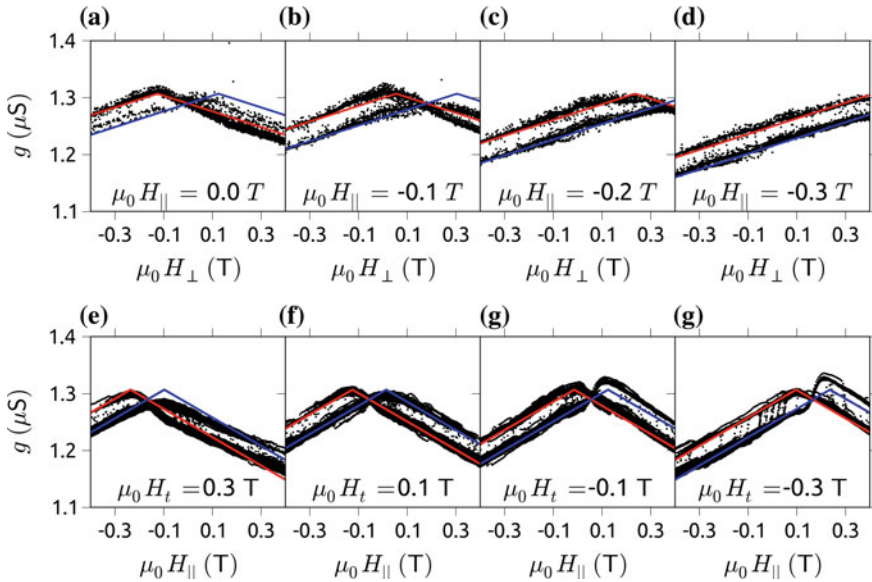 (a) (b) (c) (d)
1.4
1.3
1.2
1.1
g (μS)
μ₀H|| = 0.0 T
μ₀H|| = -0.1 T
μ₀H|| = -0.2 T
μ₀H|| = -0.3 T
-0.3 -0.1 0.1 0.3 -0.3 -0.1 0.1 0.3 -0.3 -0.1 0.1 0.3 -0.3 -0.1 0.1 0.3
μ₀H⊥ (T) μ₀H⊥ (T) μ₀H⊥ (T) μ₀H⊥ (T)
(e) (f) (g) (g)
1.4
1.3
1.2
1.1
g (μS)
μ₀Hₜ =0.3 T
μ₀Hₜ =0.1 T
μ₀Hₜ =-0.1 T
μ₀Hₜ =-0.3 T
-0.3 -0.1 0.1 0.3 -0.3 -0.1 0.1 0.3 -0.3 -0.1 0.1 0.3 -0.3 -0.1 0.1 0.3
μ₀H|| (T) μ₀H|| (T) μ₀H|| (T) μ₀H|| (T)